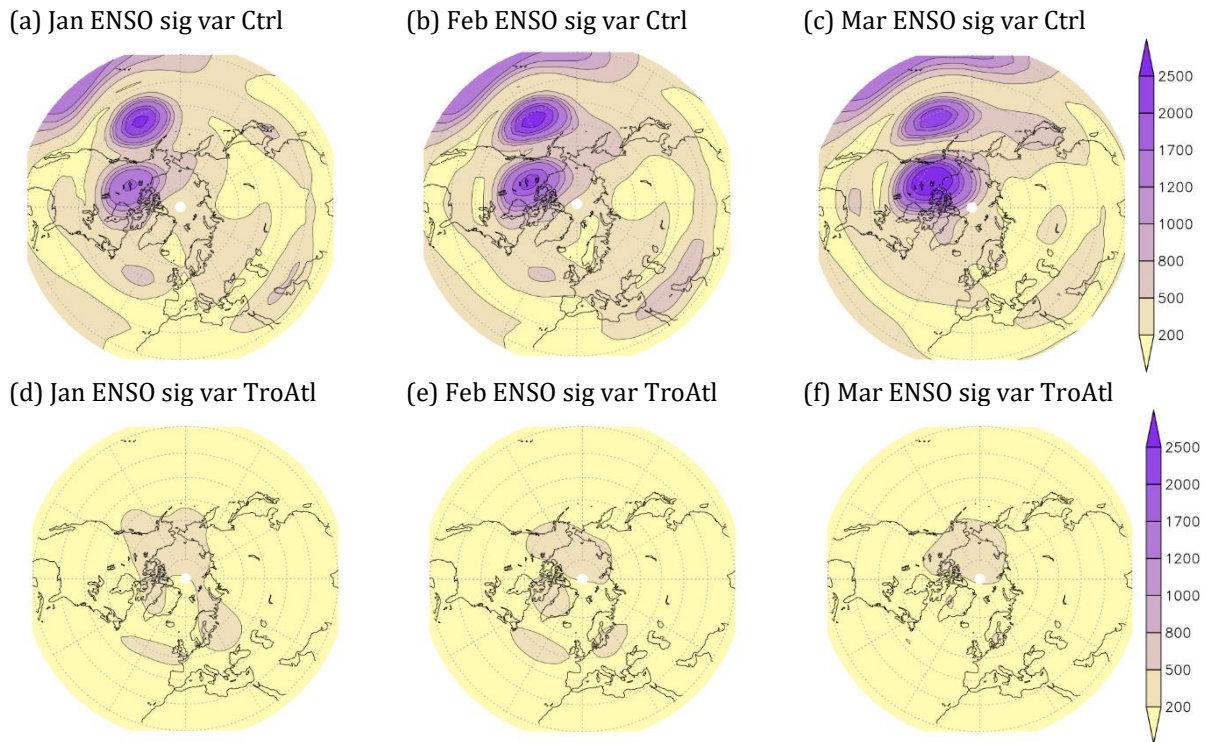 (a) Jan ENSO sig var Ctrl
(b) Feb ENSO sig var Ctrl
(c) Mar ENSO sig var Ctrl
2500
2000
1700
1200
1000
800
500
200
(d) Jan ENSO sig var TroAtl
(e) Feb ENSO sig var TroAtl
(f) Mar ENSO sig var TroAtl
2500
2000
1700
1200
1000
800
500
200